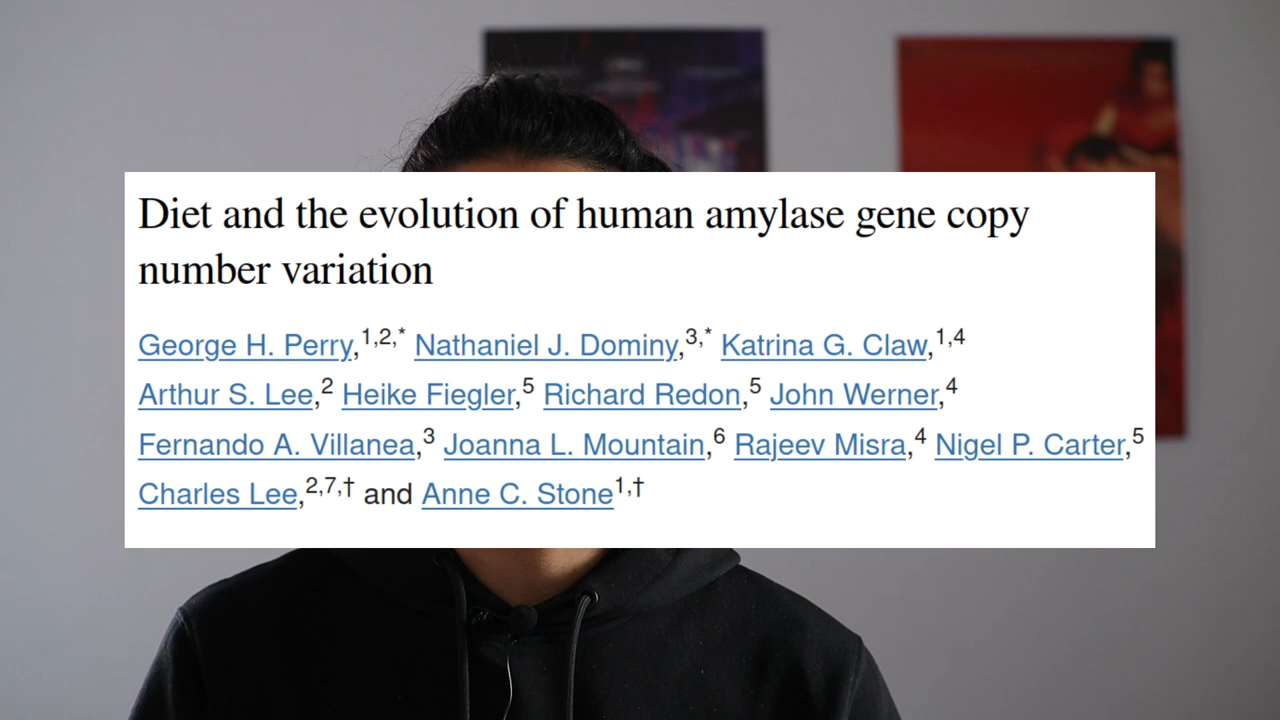 Diet and the evolution of human amylase gene copy
number variation
George H. Perry,1,2,* Nathaniel J. Dominy,3,* Katrina G. Claw,1,4
Arthur S. Lee,2 Heike Fiegler,5 Richard Redon,5 John Werner,4
Fernando A. Villanea,3 Joanna L. Mountain,6 Rajeev Misra,4 Nigel P. Carter,5
Charles Lee,2,7,† and Anne C. Stone1,†